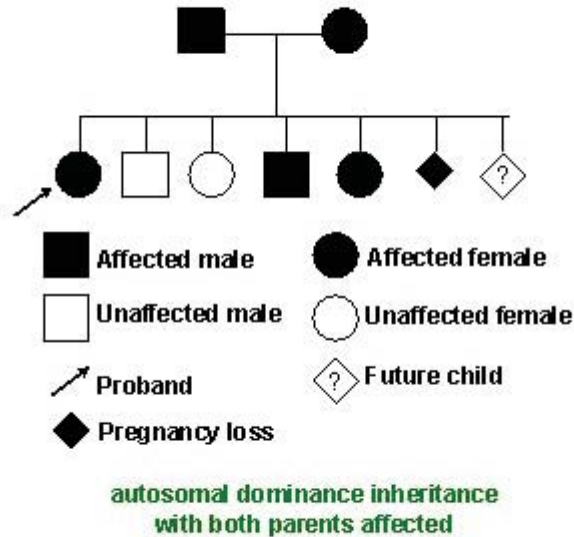 ?
Affected male
Affected female
Unaffected male
Unaffected female
Proband
? Future child
Pregnancy loss
autosomal dominance inheritance
with both parents affected